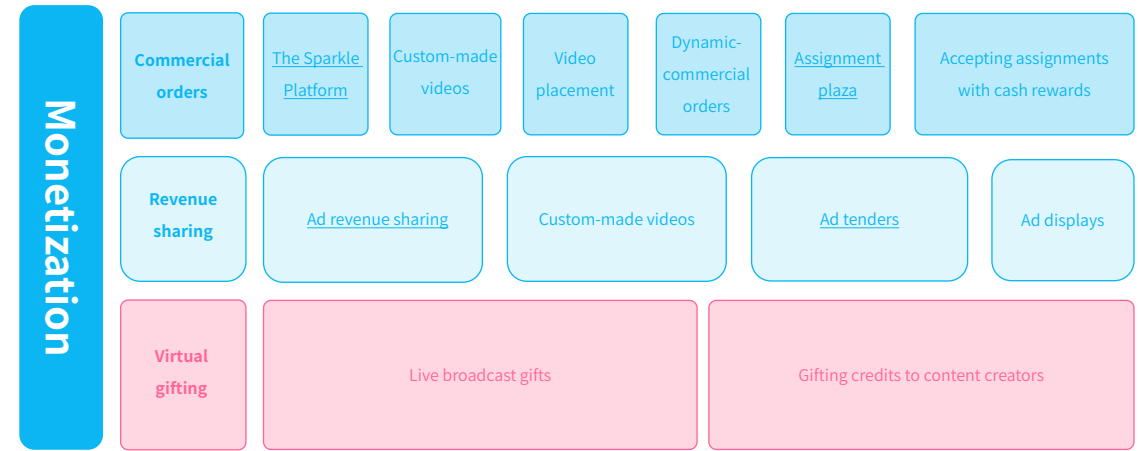 Monetization
Commercial
orders
The Sparkle
Platform
Custom-made
videos
Video
placement
Dynamic-
commercial
orders
Assignment
plaza
Accepting assignments
with cash rewards
Revenue
sharing
Ad revenue sharing
Custom-made videos
Ad tenders
Ad displays
Virtual
gifting
Live broadcast gifts
Gifting credits to content creators